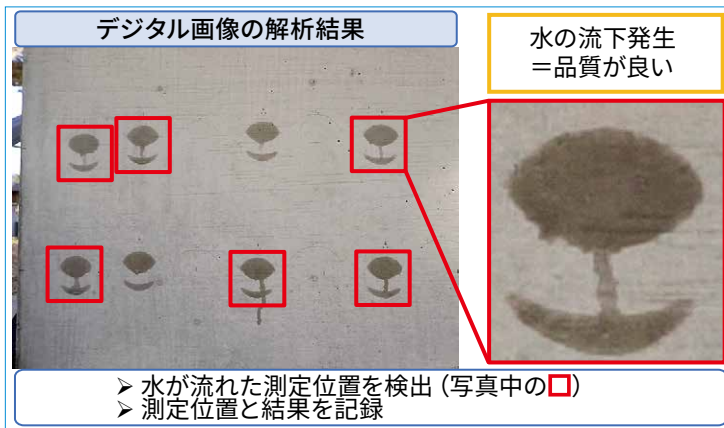 デジタル画像の解析結果
水の流下発生
＝品質が良い
➢ 水が流れた測定位置を検出（写真中の□）
➢ 測定位置と結果を記録